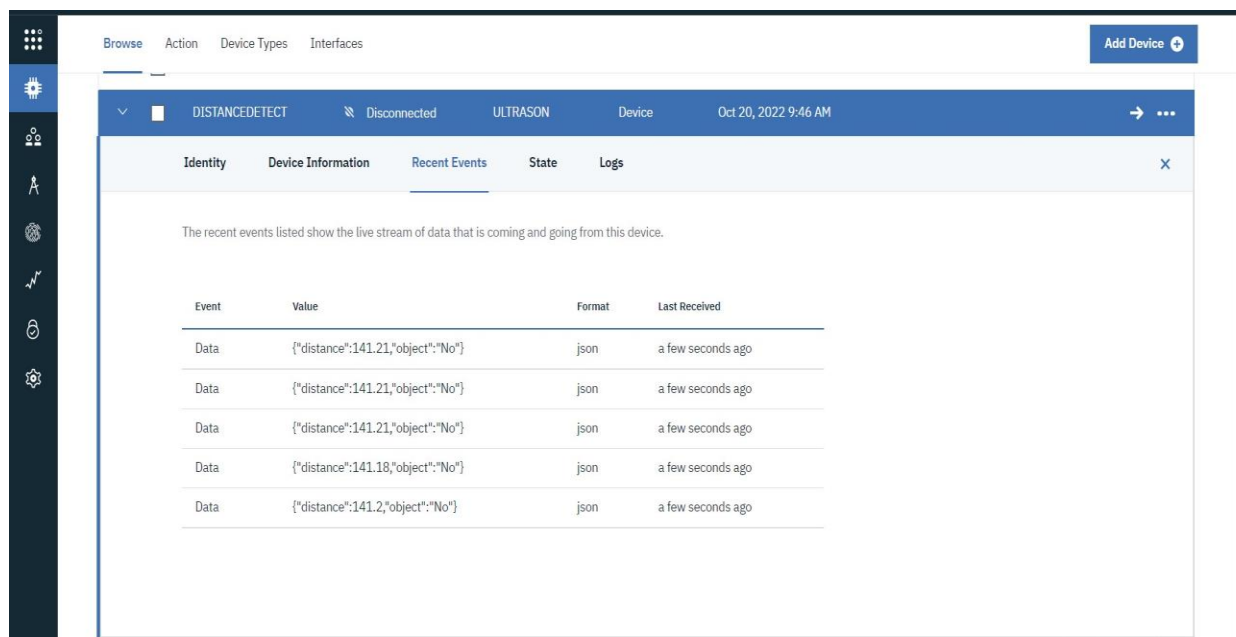 Browse Action Device Types Interfaces Add Device
DISTANCEDETECT Disconnected ULTRASON Device Oct 20, 2022 9:46 AM
Identity Device Information Recent Events State Logs
The recent events listed show the live stream of data that is coming and going from this device.
Event Value Format Last Received
Data {"distance":141.21,"object":"No"} json a few seconds ago
Data {"distance":141.21,"object":"No"} json a few seconds ago
Data {"distance":141.21,"object":"No"} json a few seconds ago
Data {"distance":141.18,"object":"No"} json a few seconds ago
Data {"distance":141.2,"object":"No"} json a few seconds ago